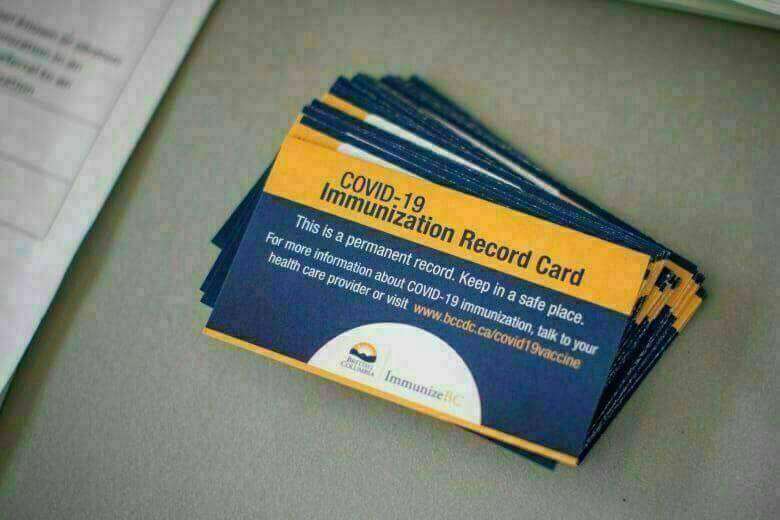 COVID-19
Immunization Record Card
This is a permanent record. Keep in a safe place.
For more information about COVID-19 immunization, talk to your
health care provider or visit www.bccdc.ca/covid19vaccine
BRITISH
COLUMBIA
ImmunizeBC